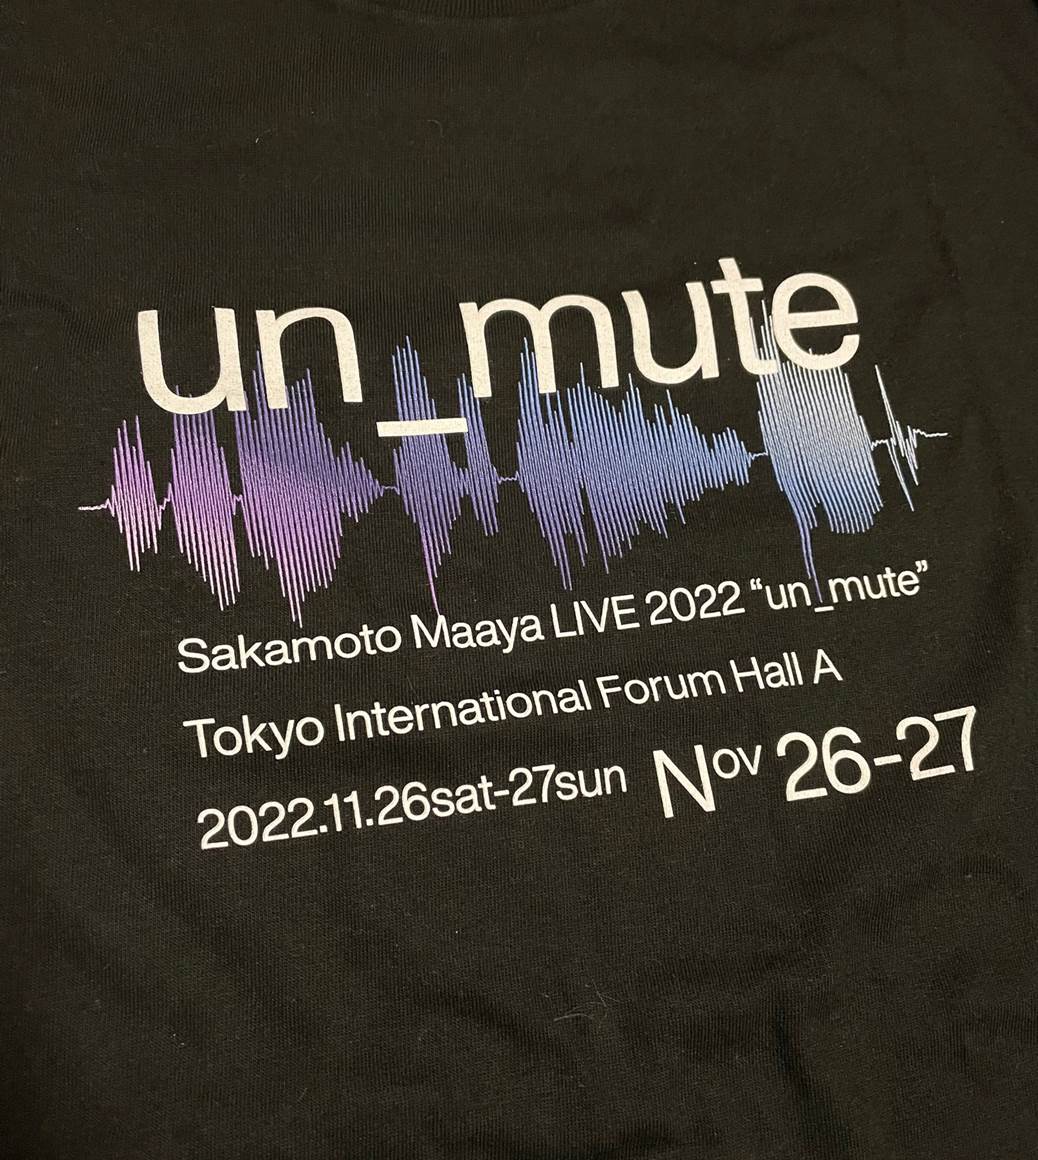 un_mute
Sakamoto Maaya LIVE 2022 “un_mute”
Tokyo International Forum Hall A
2022.11.26sat-27sun Nov 26-27